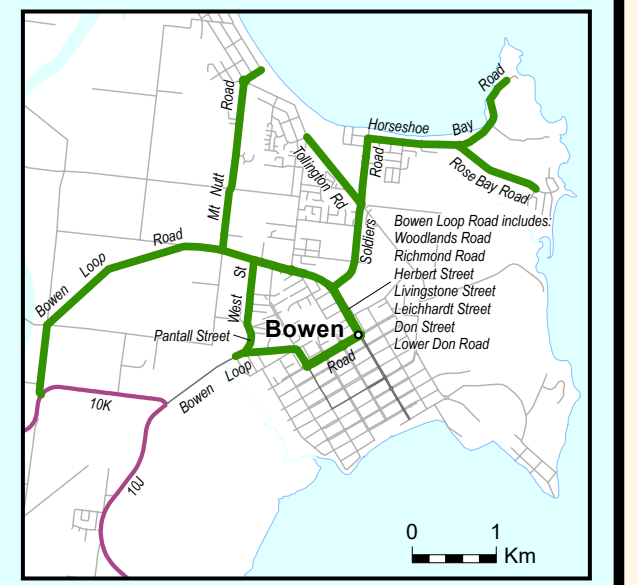 Road
Horseshoe Bay Road
Mt Nutt Road
Tollington Rd
Soldiers Road
Rose Bay Road
Bowen Loop Road includes:
Woodlands Road
Richmond Road
Herbert Street
Livingstone Street
Leichhardt Street
Don Street
Lower Don Road
Bowen Loop
West St
Pantall Street
Bowen
Bowen Loop Road
10K
10J
0 1
Km